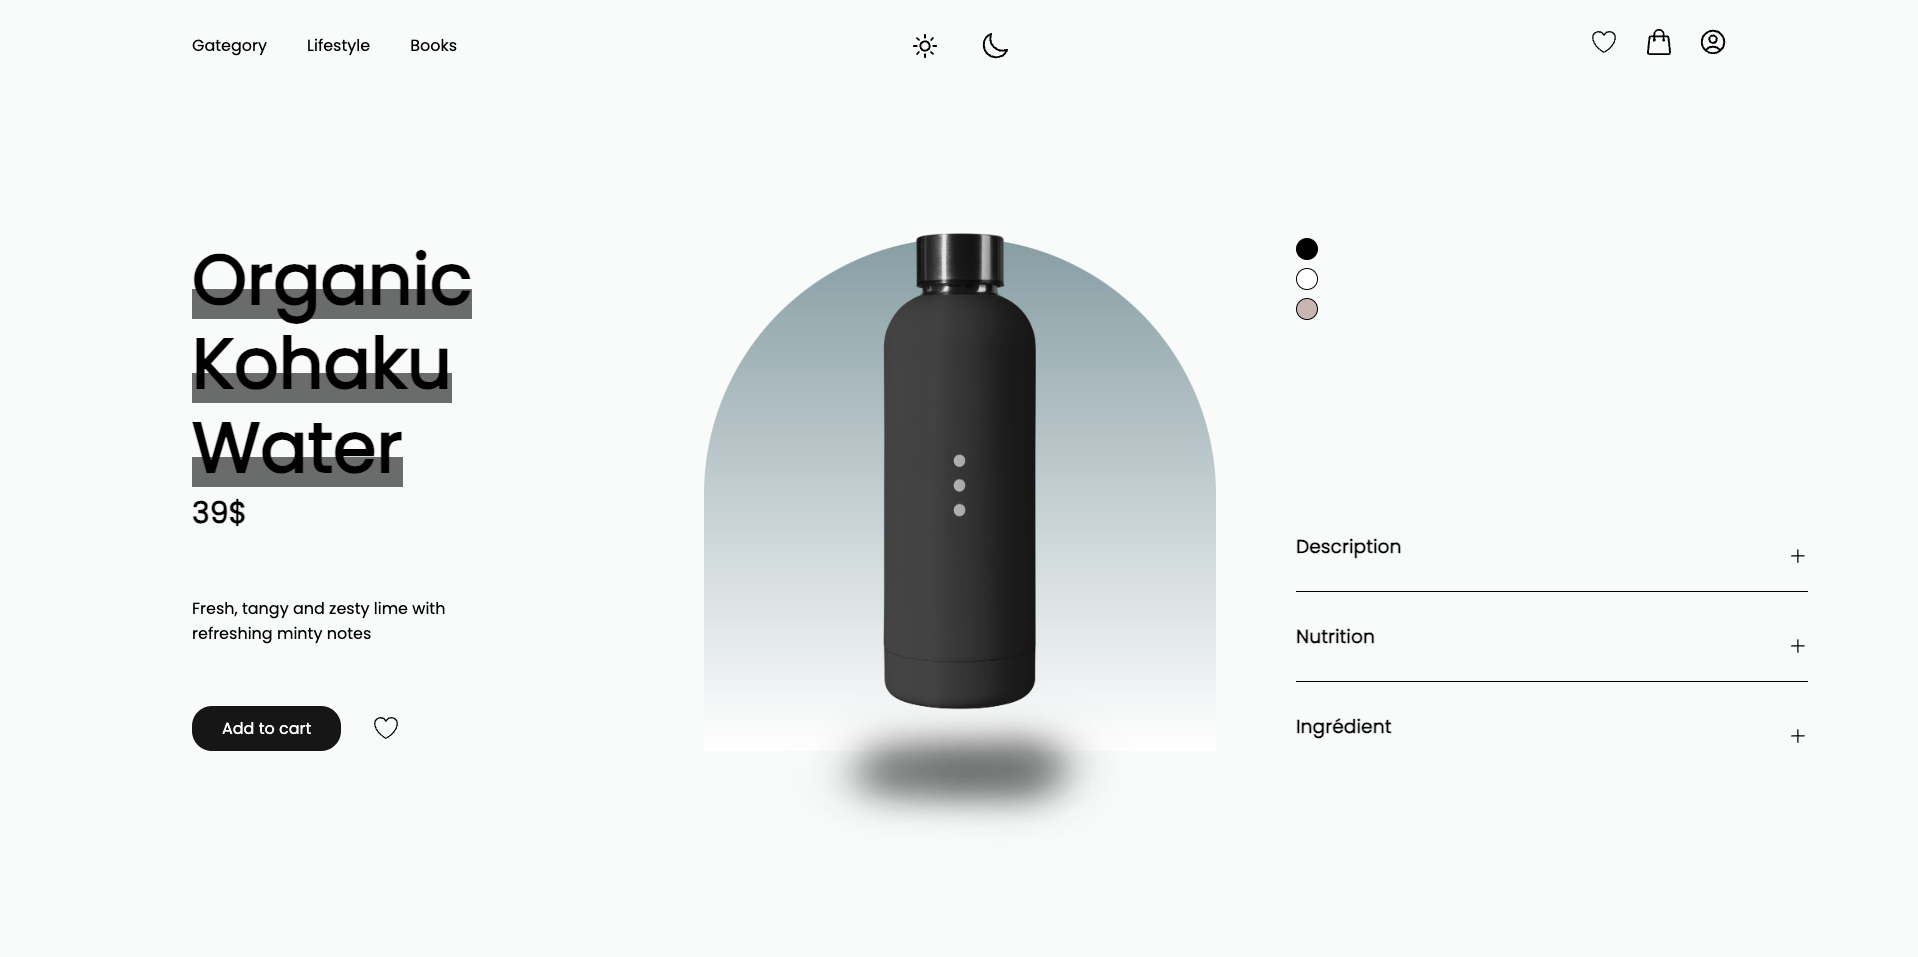 Gategory
Lifestyle
Books
Organic
Kohaku
Water
39$
Fresh, tangy and zesty lime with
refreshing minty notes
Add to cart
Description
Nutrition
Ingrédient